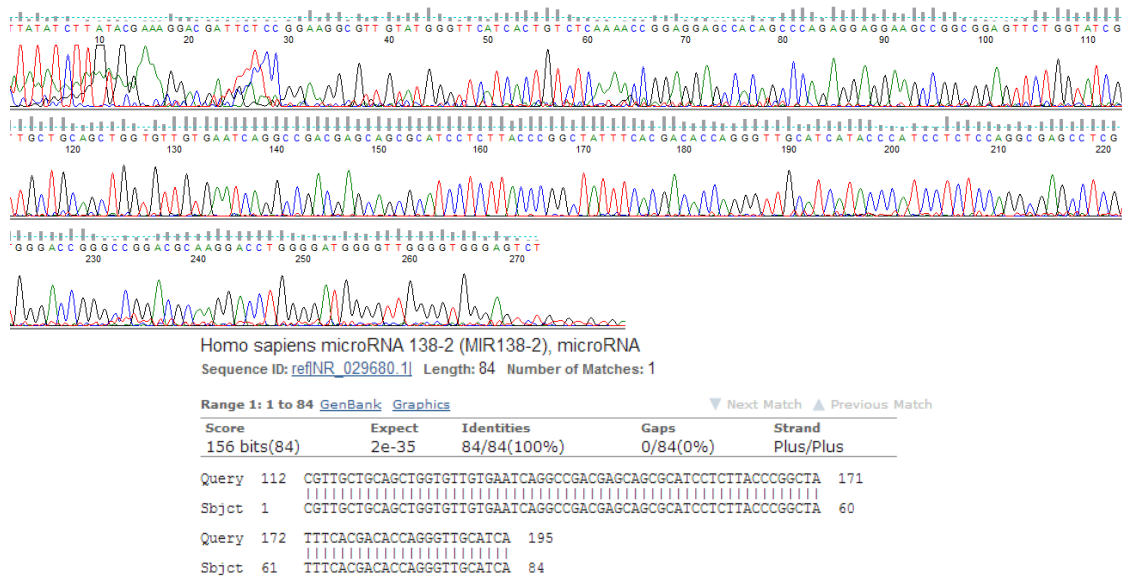 TTATATCTTATACGAAAGGACGATTCTCCGGAAGGCGTTGTATGGGTTCATCACTGTCTCAAAACCGGAGGAGCCACAGCCCAGAGGAGGAAGCCGGCGGAGTTCTGGTATCG
10 20 30 40 50 60 70 80 90 100 110
TTGCTGCAGCTGGTGTTGTGAATCAGGCCGACGAGCAGCGCATCCTCTTACCCGGCTATTTCACGACACCAGGGTTGCATCATACCCATCCTCTCCAGGCGAGCCTCG
120 130 140 150 160 170 180 190 200 210 220
TGGGACCGGGCCGGACGCAAGGACCTGGGGATGGGGTTGGGGTGGGAGTCT
230 240 250 260 270
Homo sapiens microRNA 138-2 (MIR138-2), microRNA
Sequence ID: ref|NR_029680.1| Length: 84 Number of Matches: 1
Range 1: 1 to 84 GenBank Graphics ▼ Next Match ▲ Previous Match
Score Expect Identities Gaps Strand
156 bits(84) 2e-35 84/84(100%) 0/84(0%) Plus/Plus
Query 112 CGTTGCTGCAGCTGGTGTTGTGAATCAGGCCGACGAGCAGCGCATCCTCTTACCCGGCTA 171
Sbjct 1 CGTTGCTGCAGCTGGTGTTGTGAATCAGGCCGACGAGCAGCGCATCCTCTTACCCGGCTA 60
Query 172 TTTCACGACACCAGGGTTGCATCA 195
Sbjct 61 TTTCACGACACCAGGGTTGCATCA 84